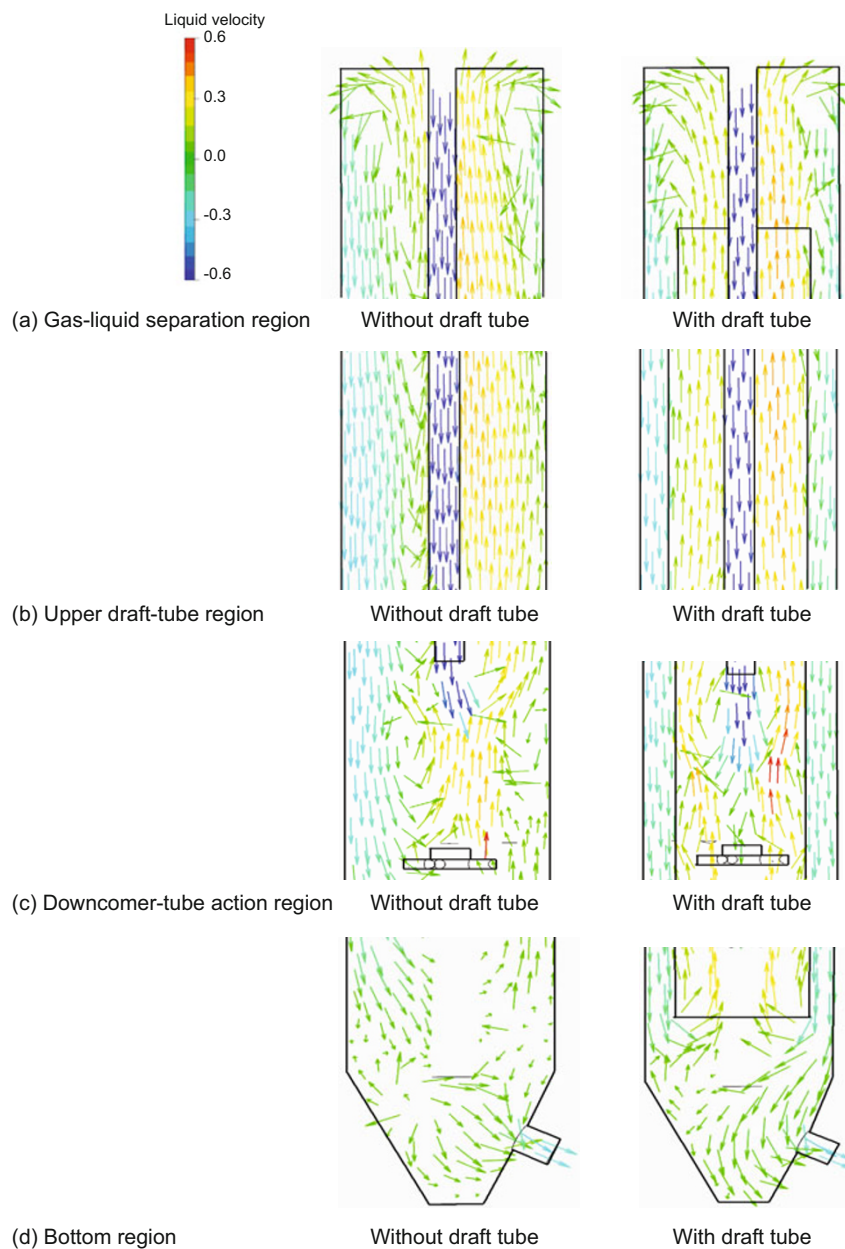 Liquid velocity
0.6
0.3
0.0
-0.3
-0.6
(a) Gas-liquid separation region Without draft tube With draft tube
(b) Upper draft-tube region Without draft tube With draft tube
(c) Downcomer-tube action region Without draft tube With draft tube
(d) Bottom region Without draft tube With draft tube